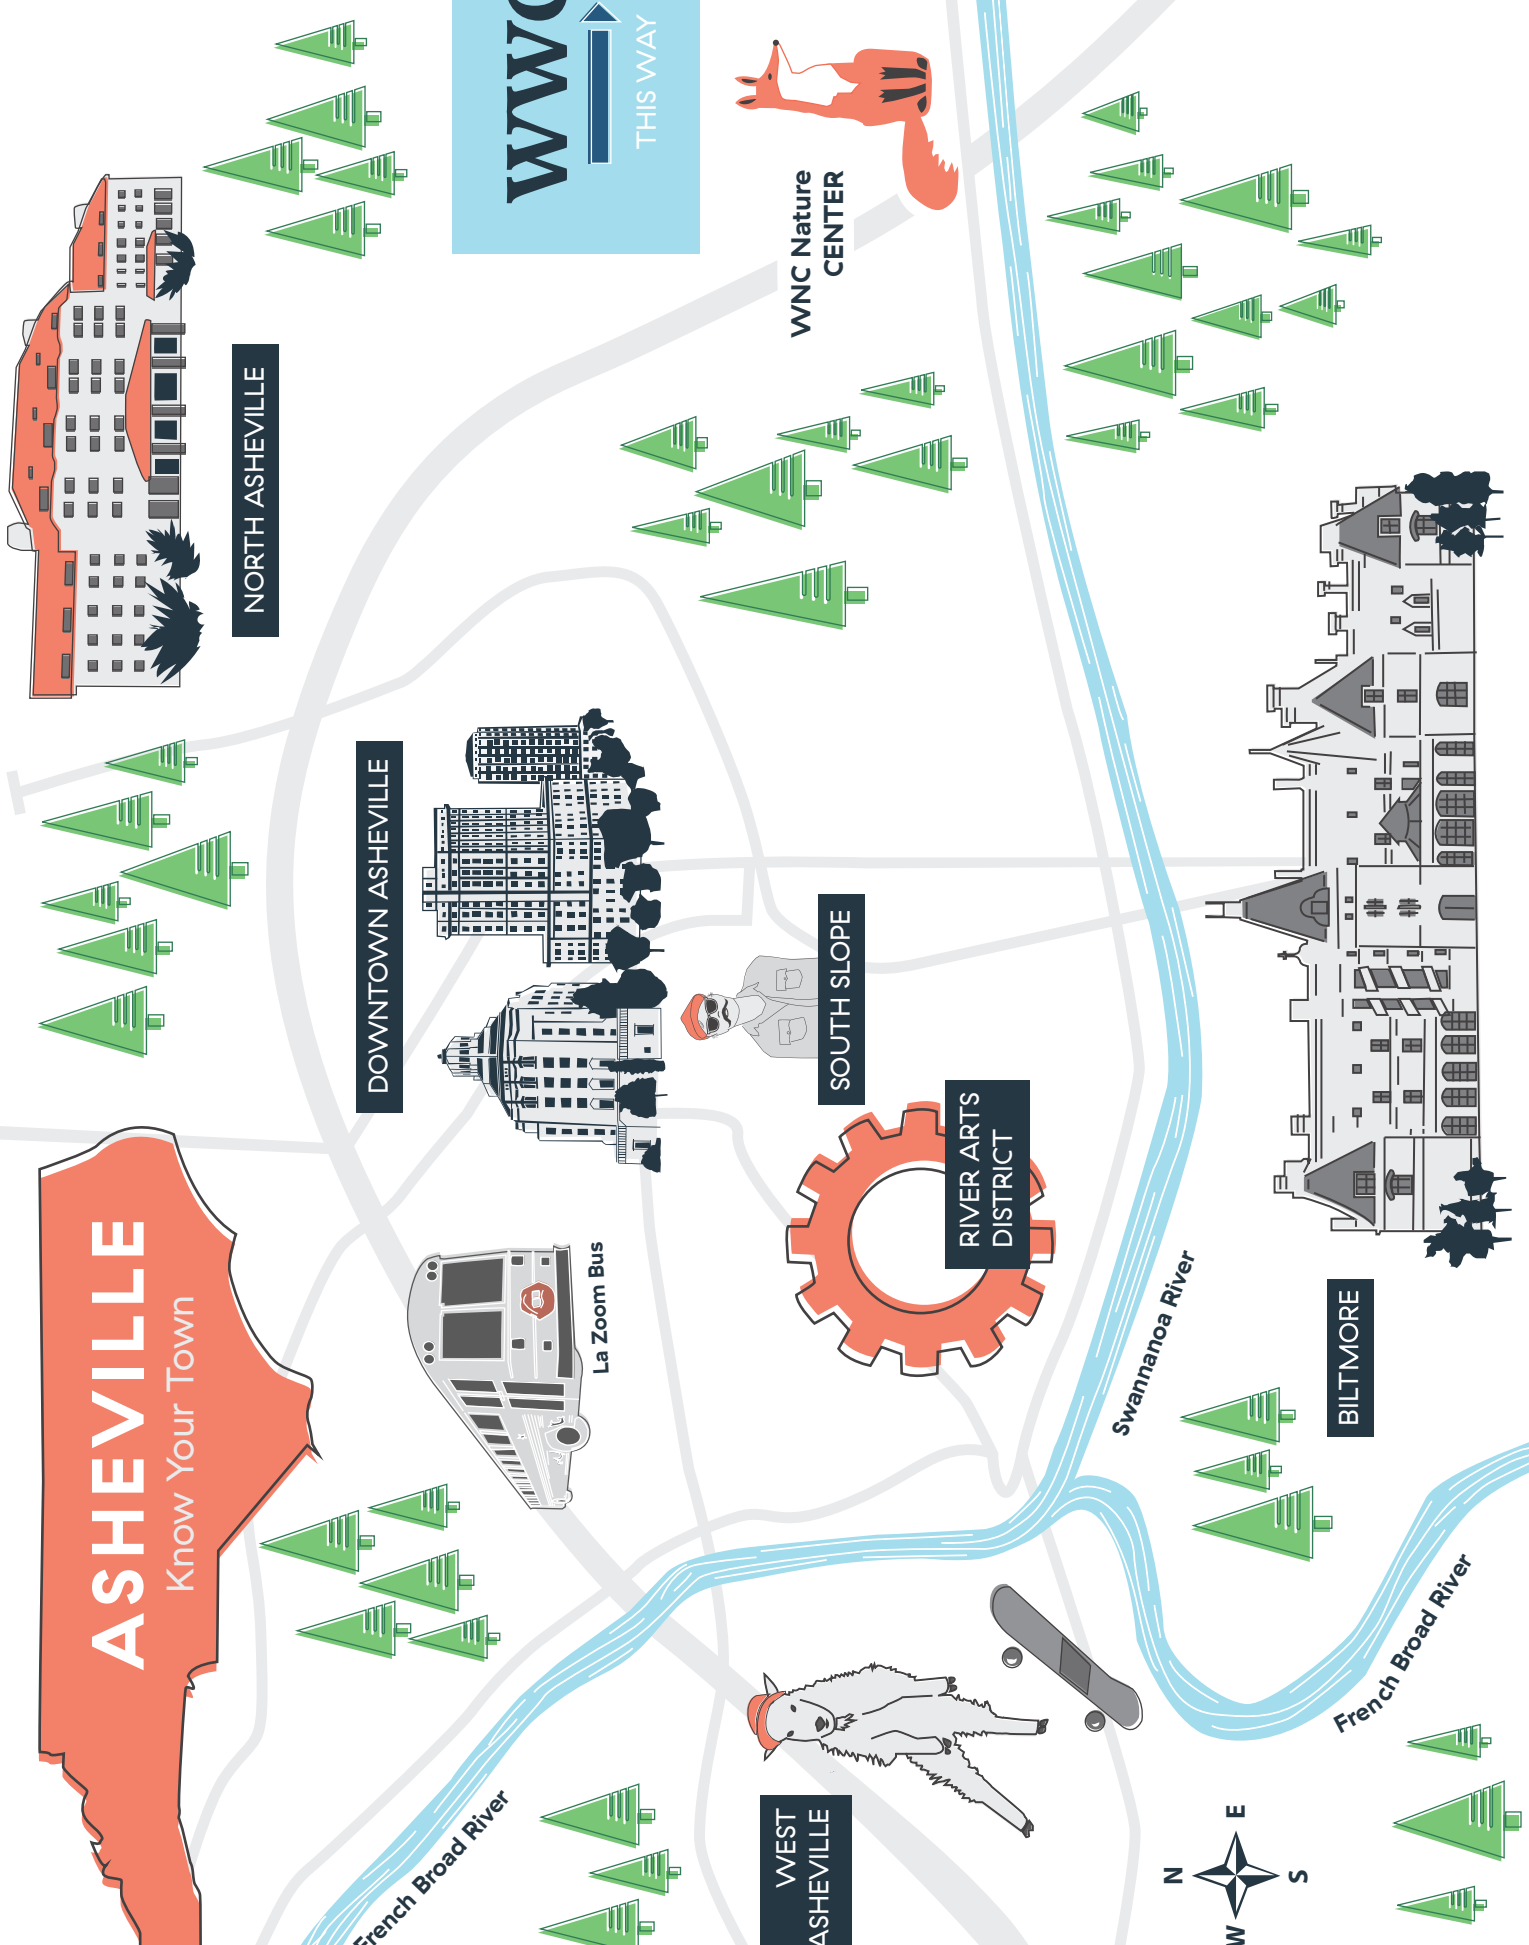 ASHEVILLE
Know Your Town
NORTH ASHEVILLE
THIS WAY
WNC Nature
CENTER
DOWNTOWN ASHEVILLE
SOUTH SLOPE
RIVER ARTS
DISTRICT
La Zoom Bus
Swannanoa River
BILTMORE
French Broad River
WEST
ASHEVILLE
French Broad River
N
E
S
W